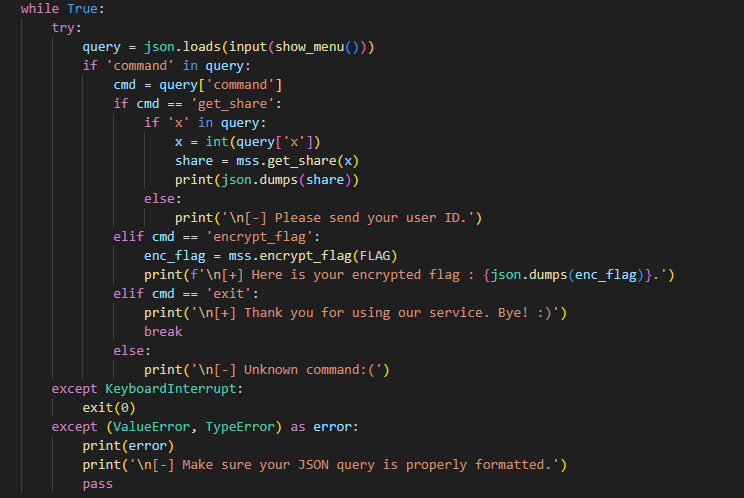 while True:
    try:
        query = json.loads(input(show_menu()))
        if 'command' in query:
            cmd = query['command']
            if cmd == 'get_share':
                if 'x' in query:
                    x = int(query['x'])
                    share = mss.get_share(x)
                    print(json.dumps(share))
                else:
                    print('\n[-] Please send your user ID.')
            elif cmd == 'encrypt_flag':
                enc_flag = mss.encrypt_flag(FLAG)
                print(f'\n[+] Here is your encrypted flag : {json.dumps(enc_flag)}.')
            elif cmd == 'exit':
                print('\n[+] Thank you for using our service. Bye! :)')
                break
            else:
                print('\n[-] Unknown command:(')
    except KeyboardInterrupt:
        exit(0)
    except (ValueError, TypeError) as error:
        print(error)
        print('\n[-] Make sure your JSON query is properly formatted.')
        pass